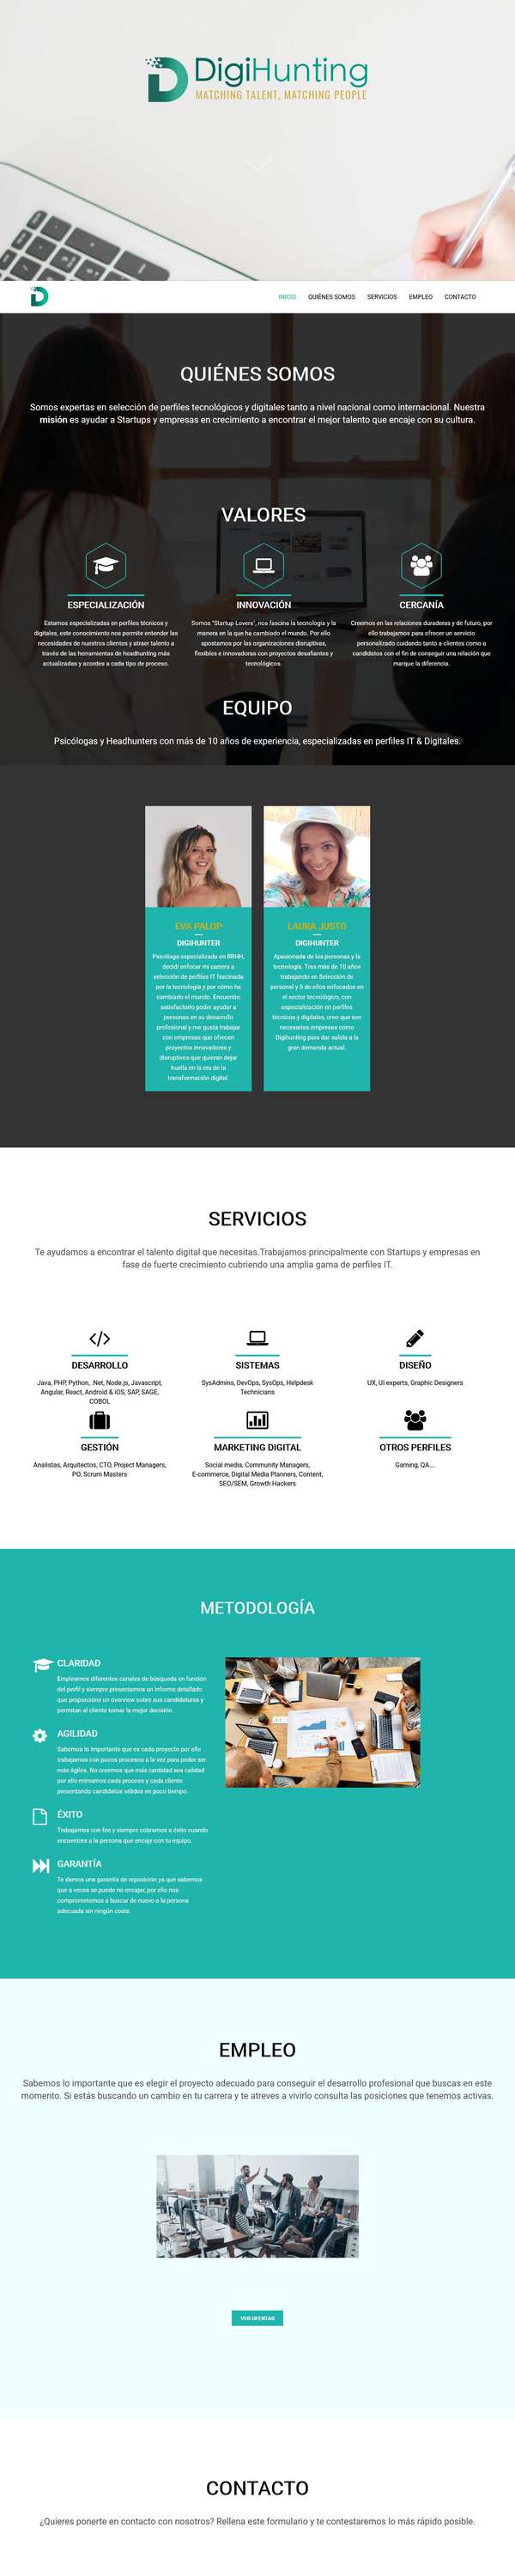 DigiHunting
MATCHING TALENT, MATCHING PEOPLE
INICIO QUIÉNES SOMOS SERVICIOS EMPLEO CONTACTO
QUIÉNES SOMOS
Somos expertas en selección de perfiles tecnológicos y digitales tanto a nivel nacional como internacional. Nuestra
misión es ayudar a Startups y empresas en crecimiento a encontrar el mejor talento que encaje con su cultura.
VALORES
ESPECIALIZACIÓN
Estamos especializadas en perfiles técnicos y
digitales, este conocimiento nos permite entender las
necesidades de nuestros clientes y atraer talento a
través de las herramientas de headhunting más
actualizadas y acordes a cada tipo de proceso.
INNOVACIÓN
Somos "Startup Lovers", nos fascina la tecnología y la
manera en la que ha cambiado el mundo. Por ello
apostamos por las organizaciones disruptivas,
flexibles e innovadoras con proyectos desafiantes y
tecnológicos.
CERCANÍA
Creemos en las relaciones duraderas y de futuro, por
ello trabajamos para ofrecer un servicio
personalizado cuidando tanto a clientes como a
candidatos con el fin de conseguir una relación que
marque la diferencia.
EQUIPO
Psicólogas y Headhunters con más de 10 años de experiencia, especializadas en perfiles IT & Digitales.
EVA PALOP
DIGIHUNTER
Psicóloga especializada en RRHH,
decidí enfocar mi carrera a
selección de perfiles IT fascinada
por la tecnología y por cómo ha
cambiado el mundo. Encuentro
satisfactorio poder ayudar a
personas en su desarrollo
profesional y me gusta trabajar
con empresas que ofrecen
proyectos innovadores y
disruptivos que quieran dejar
huella en la era de la
transformación digital.
LAURA JUSTO
DIGIHUNTER
Apasionada de las personas y la
tecnología. Tras más de 10 años
trabajando en Selección de
personal y 5 de ellos enfocados en
el sector tecnológico, con
especialización en perfiles
técnicos y digitales, creo que son
necesarias empresas como
Digihunting para dar salida a la
gran demanda actual.
SERVICIOS
Te ayudamos a encontrar el talento digital que necesitas.Trabajamos principalmente con Startups y empresas en
fase de fuerte crecimiento cubriendo una amplia gama de perfiles IT.
DESARROLLO
Java, PHP, Python, .Net, Node.js, Javascript,
Angular, React, Android & iOS, SAP, SAGE,
COBOL
SISTEMAS
SysAdmins, DevOps, SysOps, Helpdesk
Technicians
DISEÑO
UX, UI experts, Graphic Designers
GESTIÓN
Analistas, Arquitectos, CTO, Project Managers,
PO, Scrum Masters
MARKETING DIGITAL
Social media, Community Managers,
E-commerce, Digital Media Planners, Content,
SEO/SEM, Growth Hackers
OTROS PERFILES
Gaming, QA....
METODOLOGÍA
CLARIDAD
Empleamos diferentes canales de búsqueda en función
del perfil y siempre presentamos un informe detallado
que proporcione un overview sobre sus candidaturas y
permitan al cliente tomar la mejor decisión.
AGILIDAD
Sabemos lo importante que es cada proyecto por ello
trabajamos con pocos procesos a la vez para poder ser
más ágiles. No creemos que más cantidad sea calidad
por ello mimamos cada proceso y cada cliente
presentando candidatos válidos en poco tiempo.
ÉXITO
Trabajamos con fee y siempre cobramos a éxito cuando
encuentres a la persona que encaje con tu equipo.
GARANTÍA
Te damos una garantía de reposición ya que sabemos
que a veces se puede no encajar, por ello nos
comprometemos a buscar de nuevo a la persona
adecuada sin ningún coste.
EMPLEO
Sabemos lo importante que es elegir el proyecto adecuado para conseguir el desarrollo profesional que buscas en este
momento. Si estás buscando un cambio en tu carrera y te atreves a vivirlo consulta las posiciones que tenemos activas.
VER OFERTAS
CONTACTO
¿Quieres ponerte en contacto con nosotros? Rellena este formulario y te contestaremos lo más rápido posible.